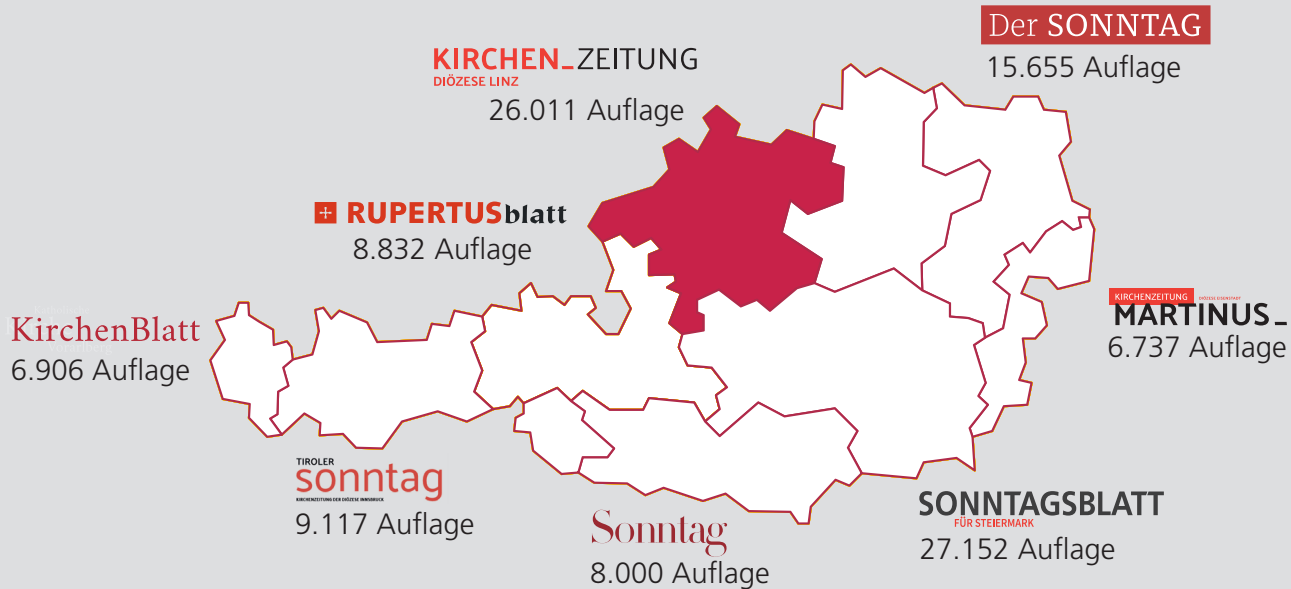 Der SONNTAG
15.655 Auflage
KIRCHEN_ZEITUNG
DIÖZESE LINZ
26.011 Auflage
RUPERTUSblatt
8.832 Auflage
KirchenBlatt
6.906 Auflage
KIRCHENZEITUNG DIÖZESE EISENSTADT
MARTINUS_
6.737 Auflage
TIROLER
sonntag
KIRCHENZEITUNG DER DIÖZESE INNSBRUCK
9.117 Auflage
Sonntag
8.000 Auflage
SONNTAGSBLATT
FÜR STEIERMARK
27.152 Auflage